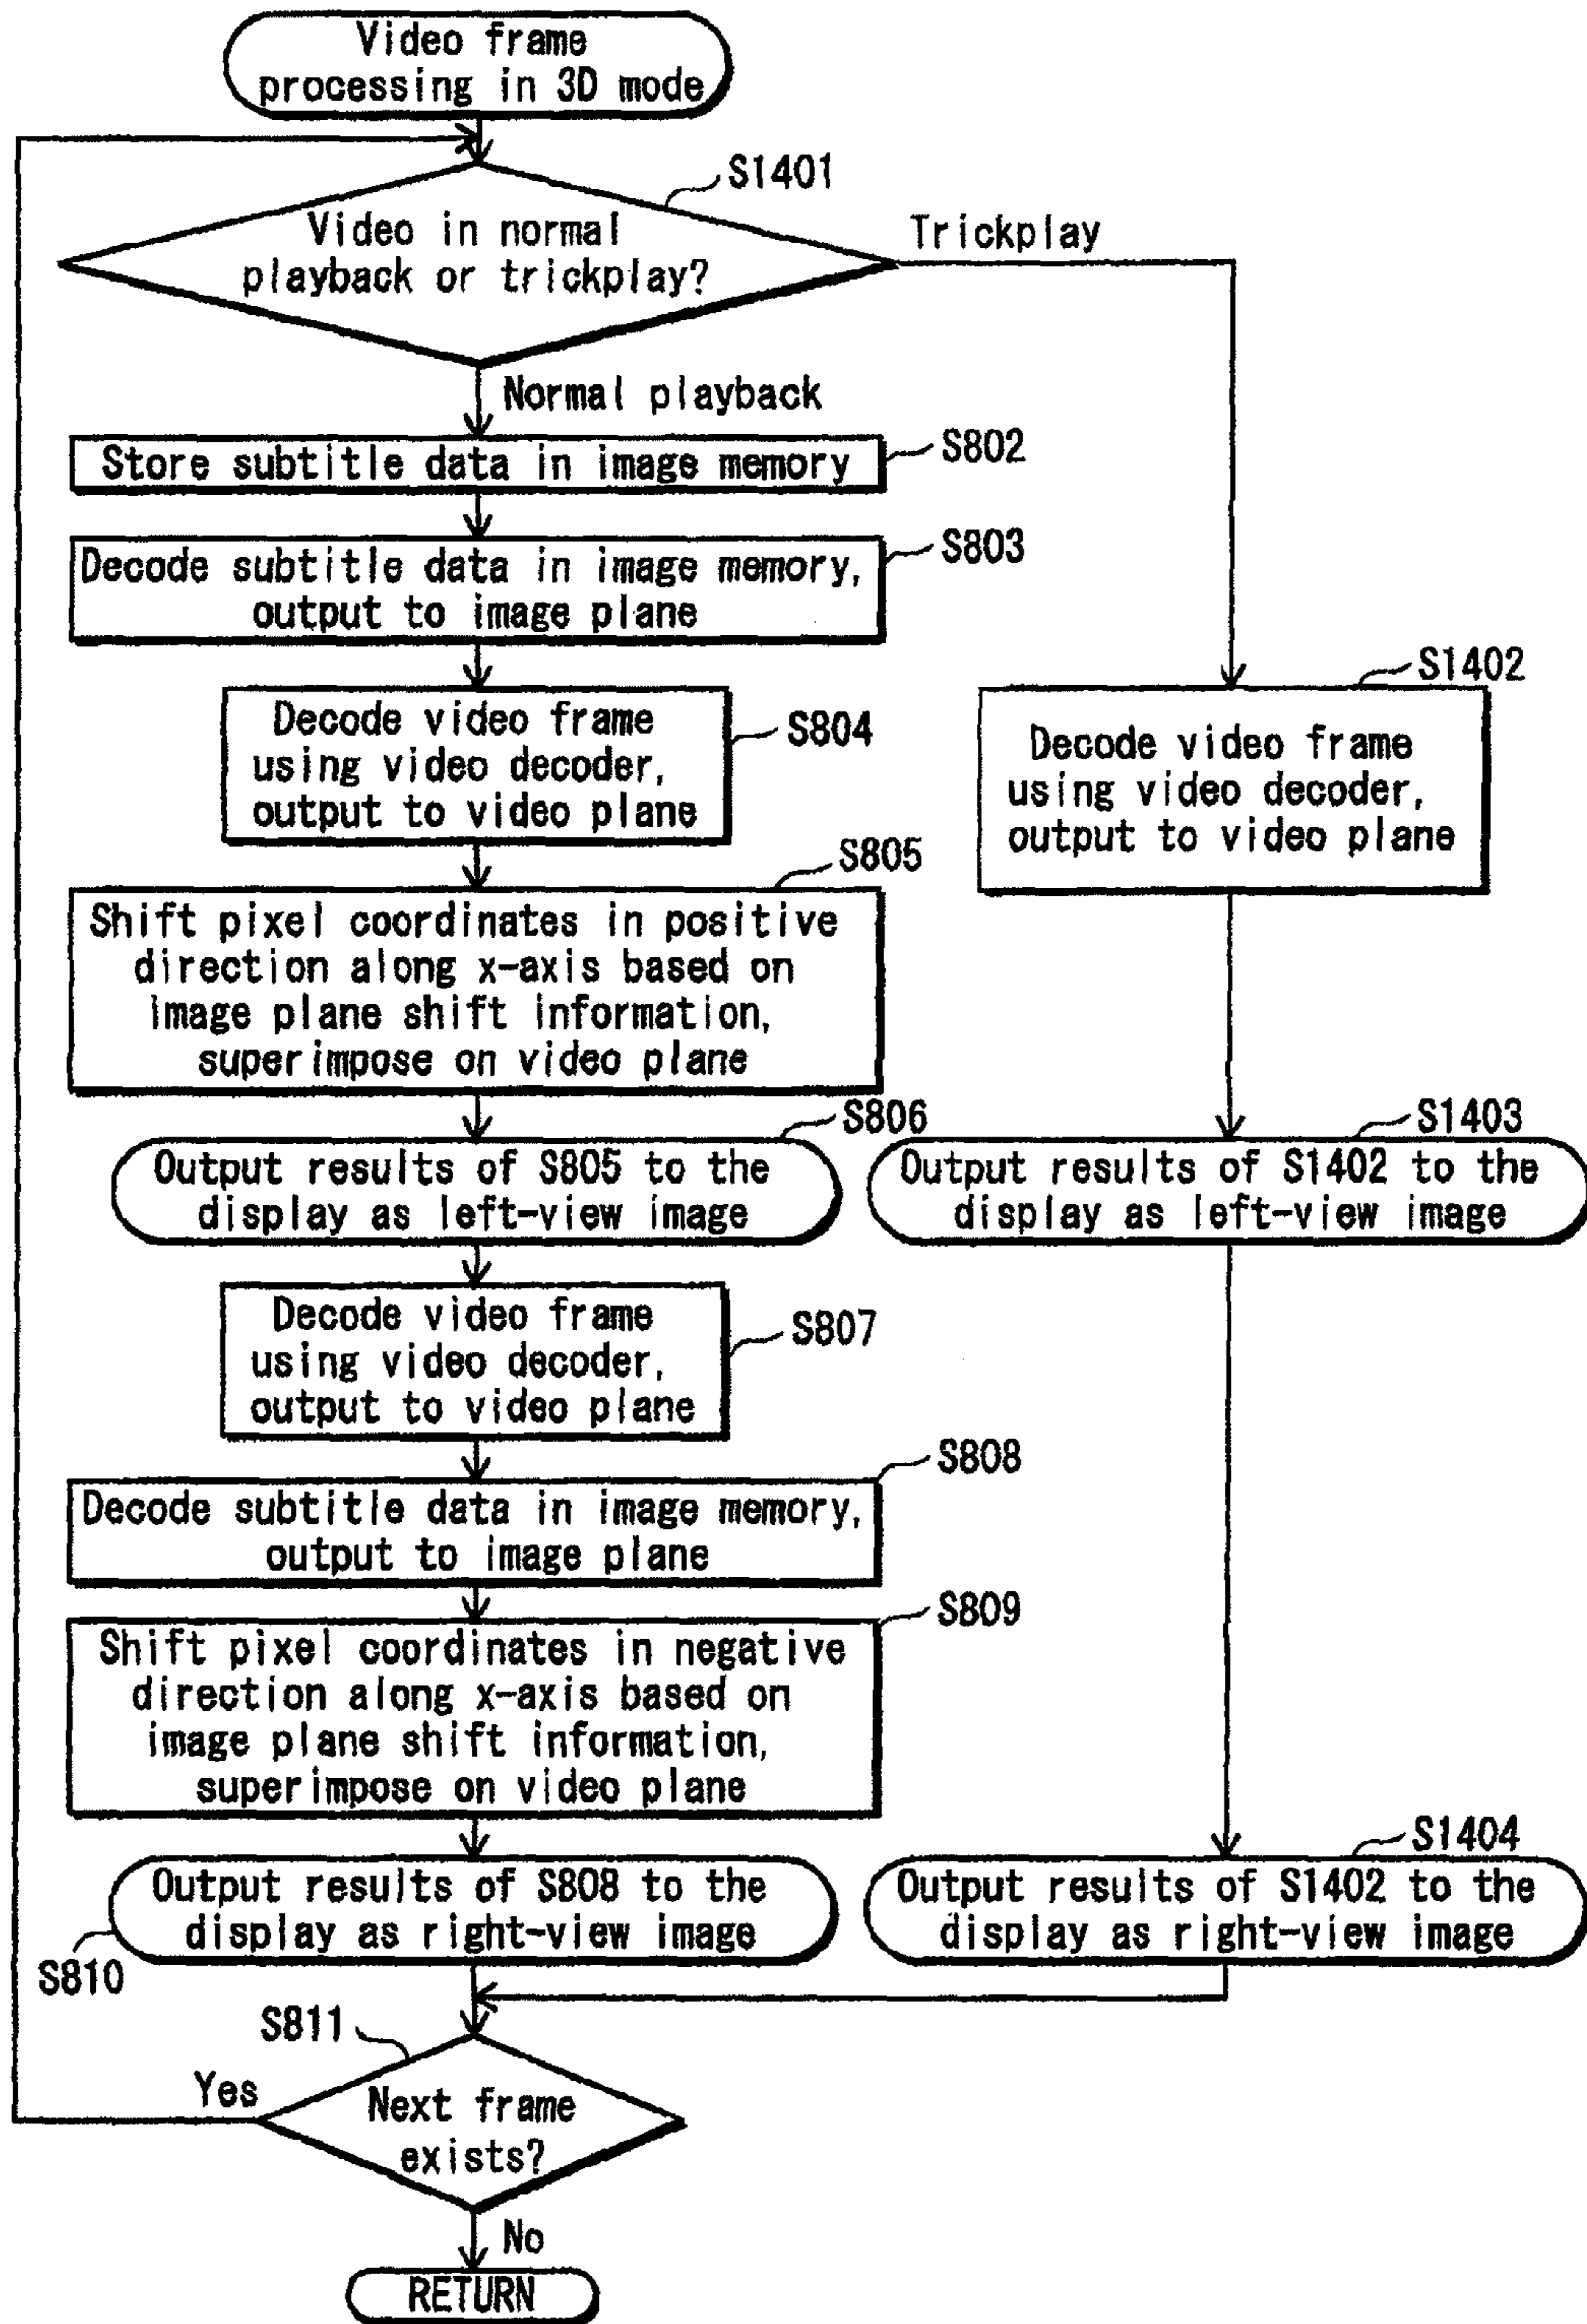 Video frame
processing in 3D mode
S1401
Video in normal
playback or trickplay?
Trickplay
Normal playback
Store subtitle data in image memory
S802
Decode subtitle data in image memory,
output to image plane
S803
Decode video frame
using video decoder,
output to video plane
S804
S1402
Decode video frame
using video decoder,
output to video plane
S805
Shift pixel coordinates in positive
direction along x-axis based on
image plane shift information,
superimpose on video plane
S806
Output results of S805 to the
display as left-view image
S1403
Output results of S1402 to the
display as left-view image
Decode video frame
using video decoder,
output to video plane
S807
S808
Decode subtitle data in image memory,
output to image plane
S809
Shift pixel coordinates in negative
direction along x-axis based on
image plane shift information,
superimpose on video plane
Output results of S808 to the
display as right-view image
S810
S1404
Output results of S1402 to the
display as right-view image
S811
Yes
Next frame
exists?
No
RETURN